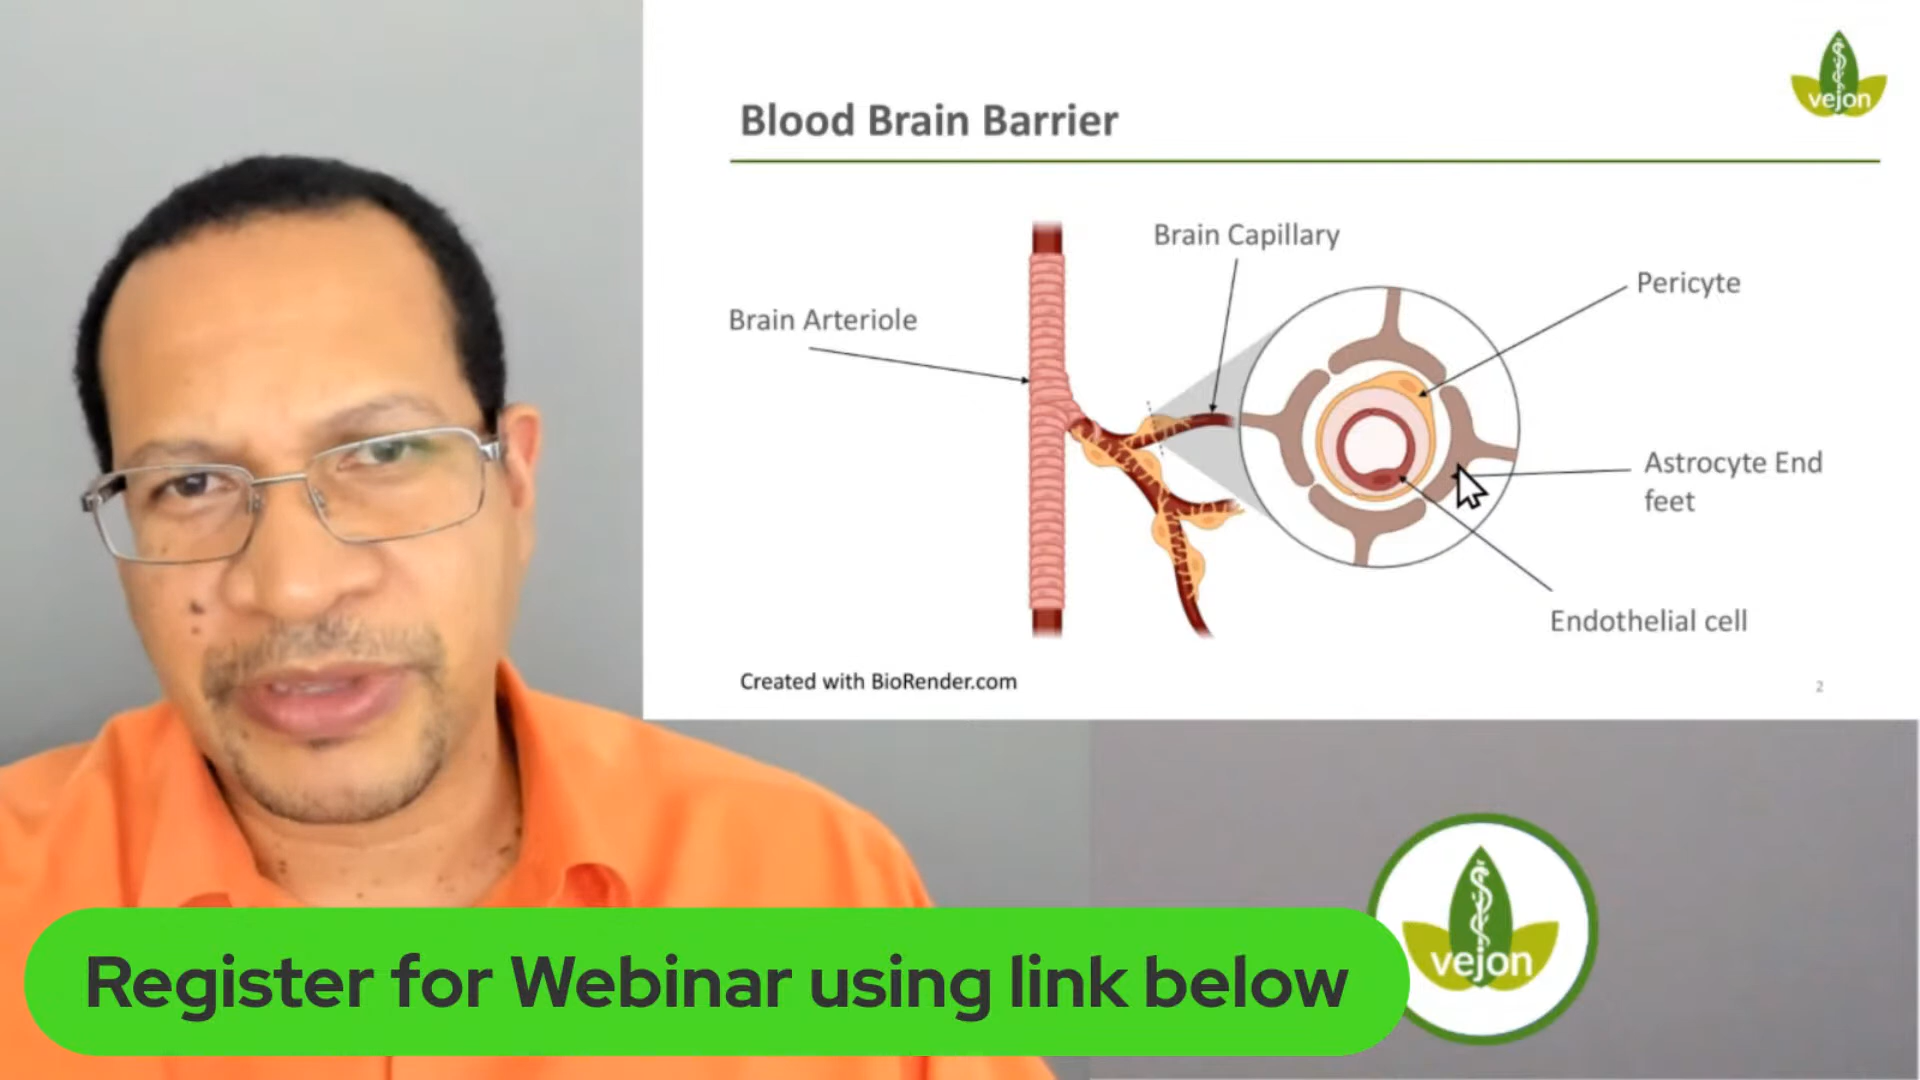 vejon
Blood Brain Barrier
Brain Capillary
Pericyte
Brain Arteriole
Astrocyte End
feet
Endothelial cell
Created with BioRender.com
2
Register for Webinar using link below
vejon